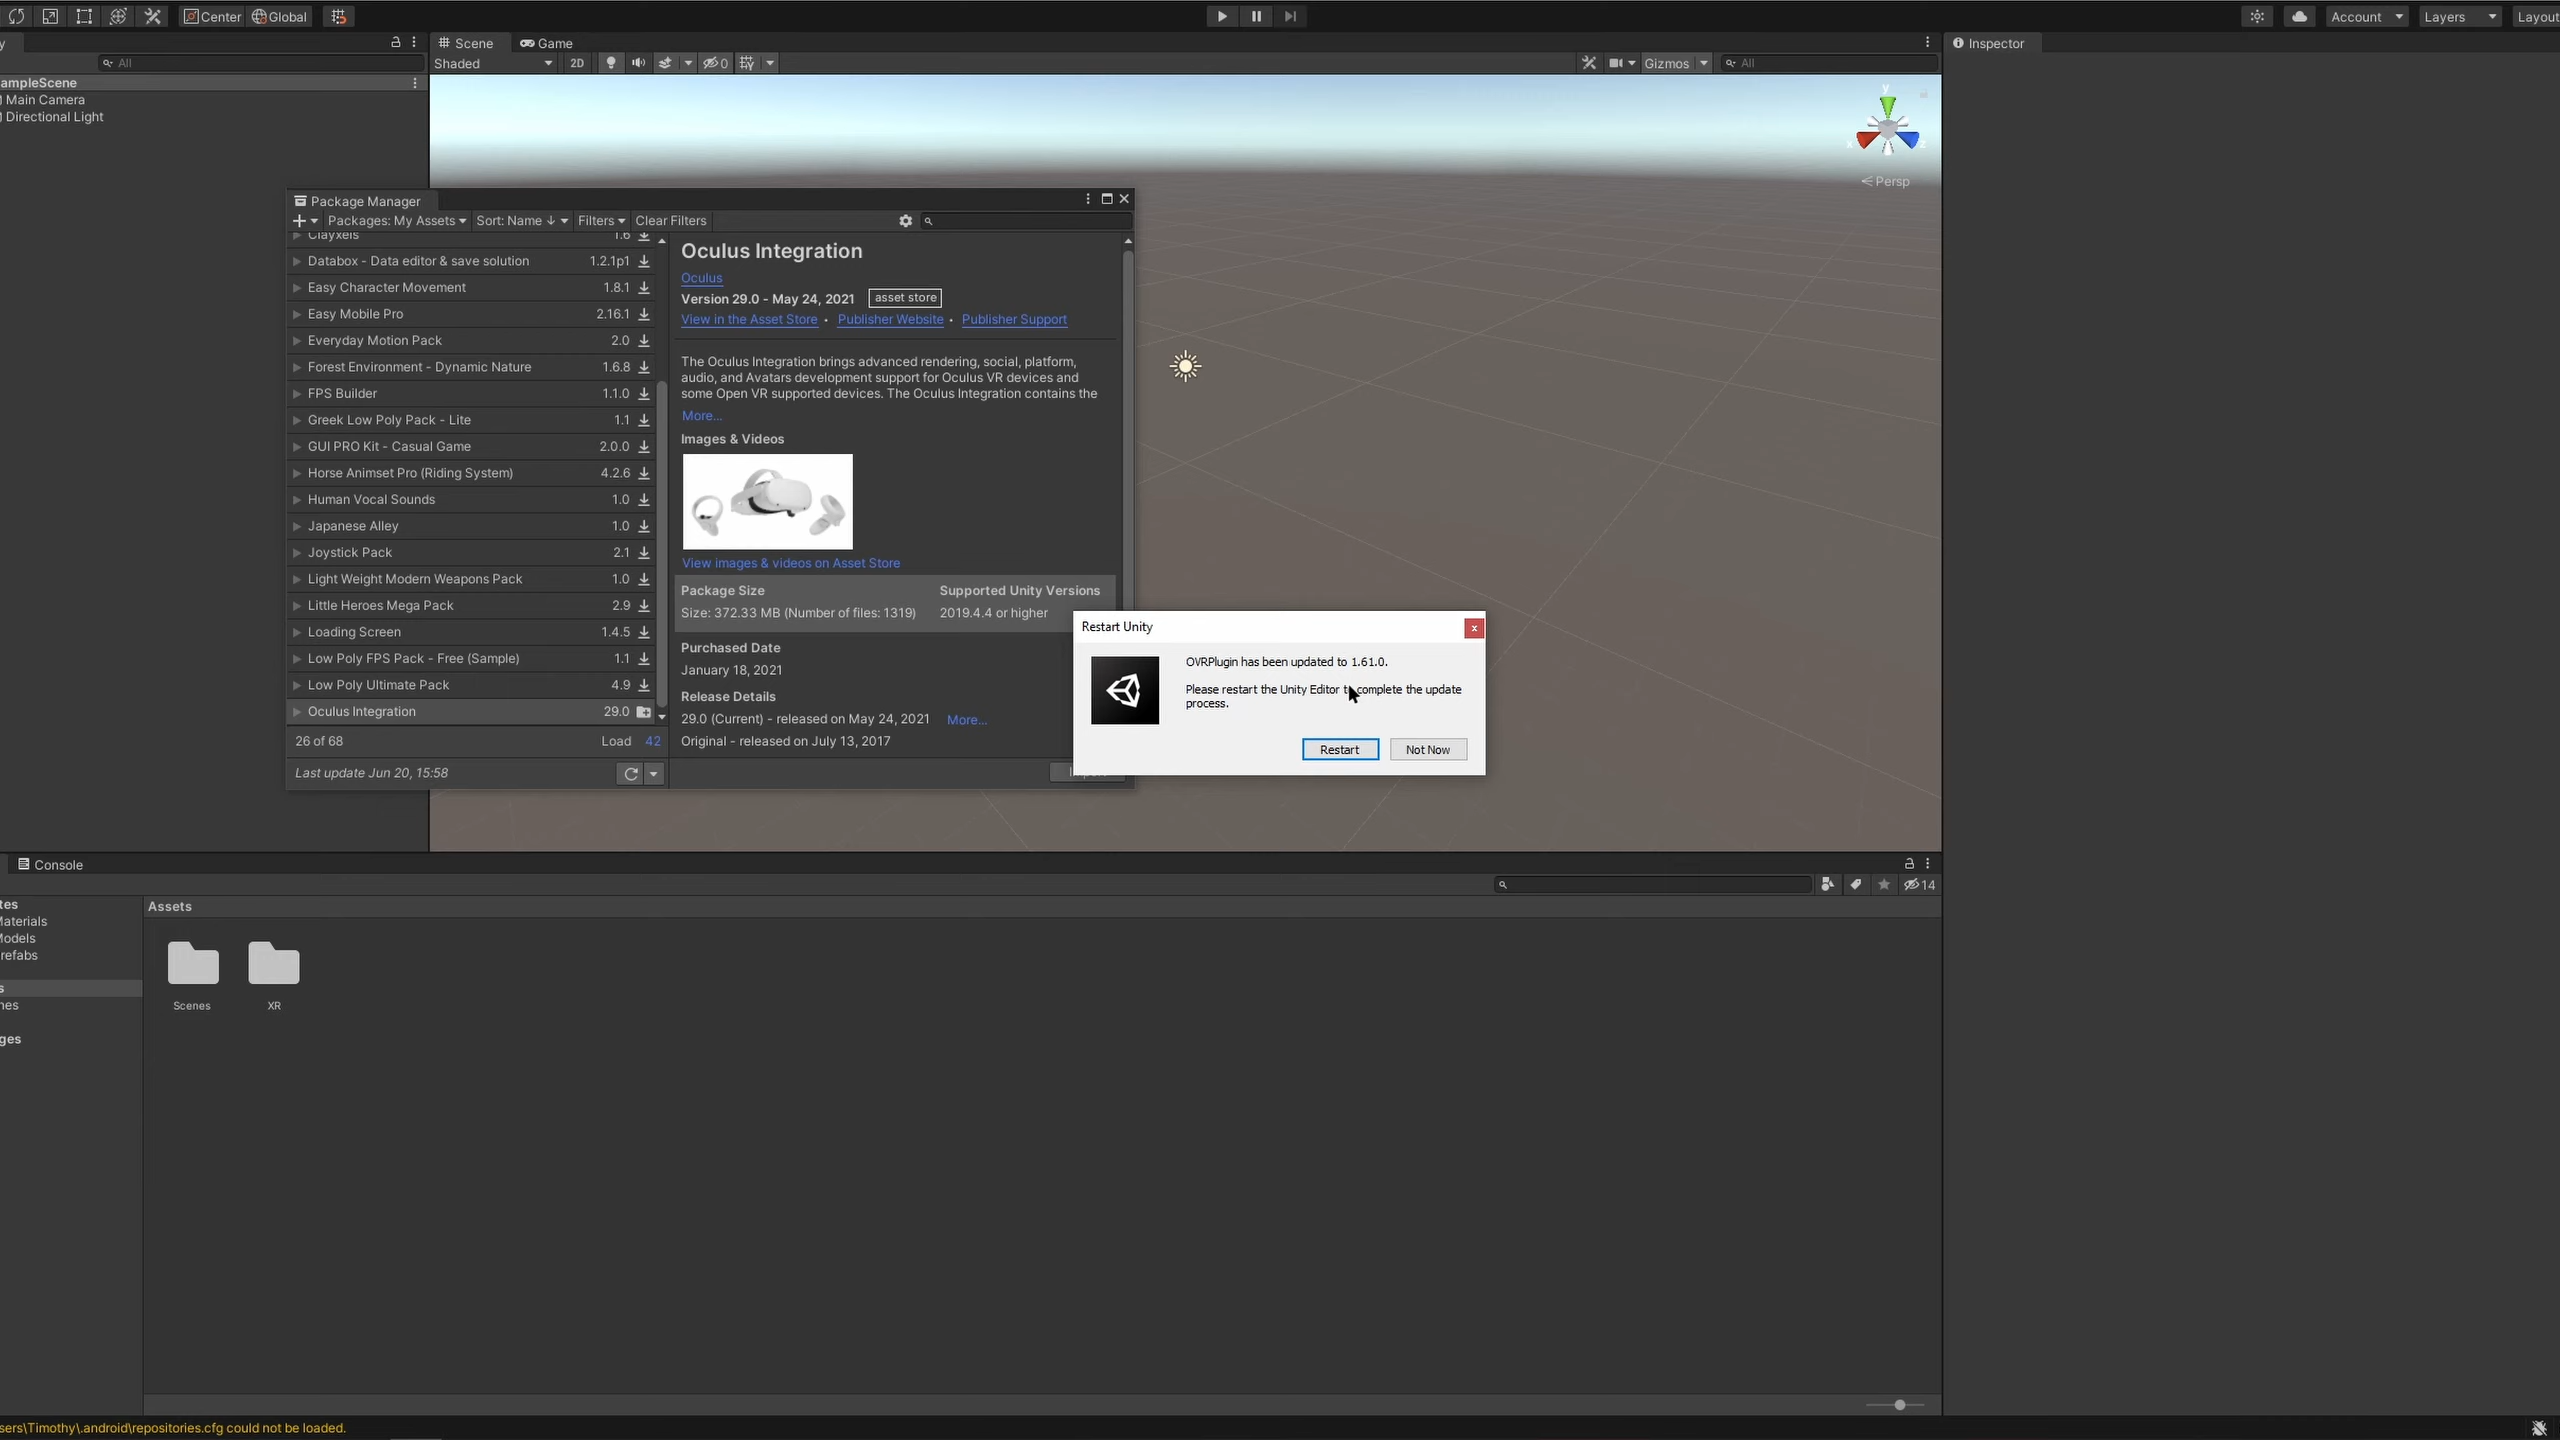 Center
Global
Account
Layers
Layout
y
Scene
Game
Inspector
All
Shaded
2D
0
Gizmos
All
ampleScene
Main Camera
Directional Light
y
x
z
Persp
Package Manager
Packages: My Assets
Sort: Name ↓
Filters
Clear Filters
Clayxels 1.6
Databox - Data editor & save solution 1.2.1p1
Easy Character Movement 1.8.1
Easy Mobile Pro 2.16.1
Everyday Motion Pack 2.0
Forest Environment - Dynamic Nature 1.6.8
FPS Builder 1.1.0
Greek Low Poly Pack - Lite 1.1
GUI PRO Kit - Casual Game 2.0.0
Horse Animset Pro (Riding System) 4.2.6
Human Vocal Sounds 1.0
Japanese Alley 1.0
Joystick Pack 2.1
Light Weight Modern Weapons Pack 1.0
Little Heroes Mega Pack 2.9
Loading Screen 1.4.5
Low Poly FPS Pack - Free (Sample) 1.1
Low Poly Ultimate Pack 4.9
Oculus Integration 29.0
26 of 68 Load 42
Last update Jun 20, 15:58
Oculus Integration
Oculus
Version 29.0 - May 24, 2021 asset store
View in the Asset Store • Publisher Website • Publisher Support
The Oculus Integration brings advanced rendering, social, platform,
audio, and Avatars development support for Oculus VR devices and
some Open VR supported devices. The Oculus Integration contains the
More...
Images & Videos
View images & videos on Asset Store
Package Size Supported Unity Versions
Size: 372.33 MB (Number of files: 1319) 2019.4.4 or higher
Purchased Date
January 18, 2021
Release Details
29.0 (Current) - released on May 24, 2021 More...
Original - released on July 13, 2017
Restart Unity
OVRPlugin has been updated to 1.61.0.
Please restart the Unity Editor to complete the update
process.
Restart
Not Now
Console
14
tes
Materials
Models
refabs
s
nes
ges
Assets
Scenes
XR
sers\Timothy\.android\repositories.cfg could not be loaded.